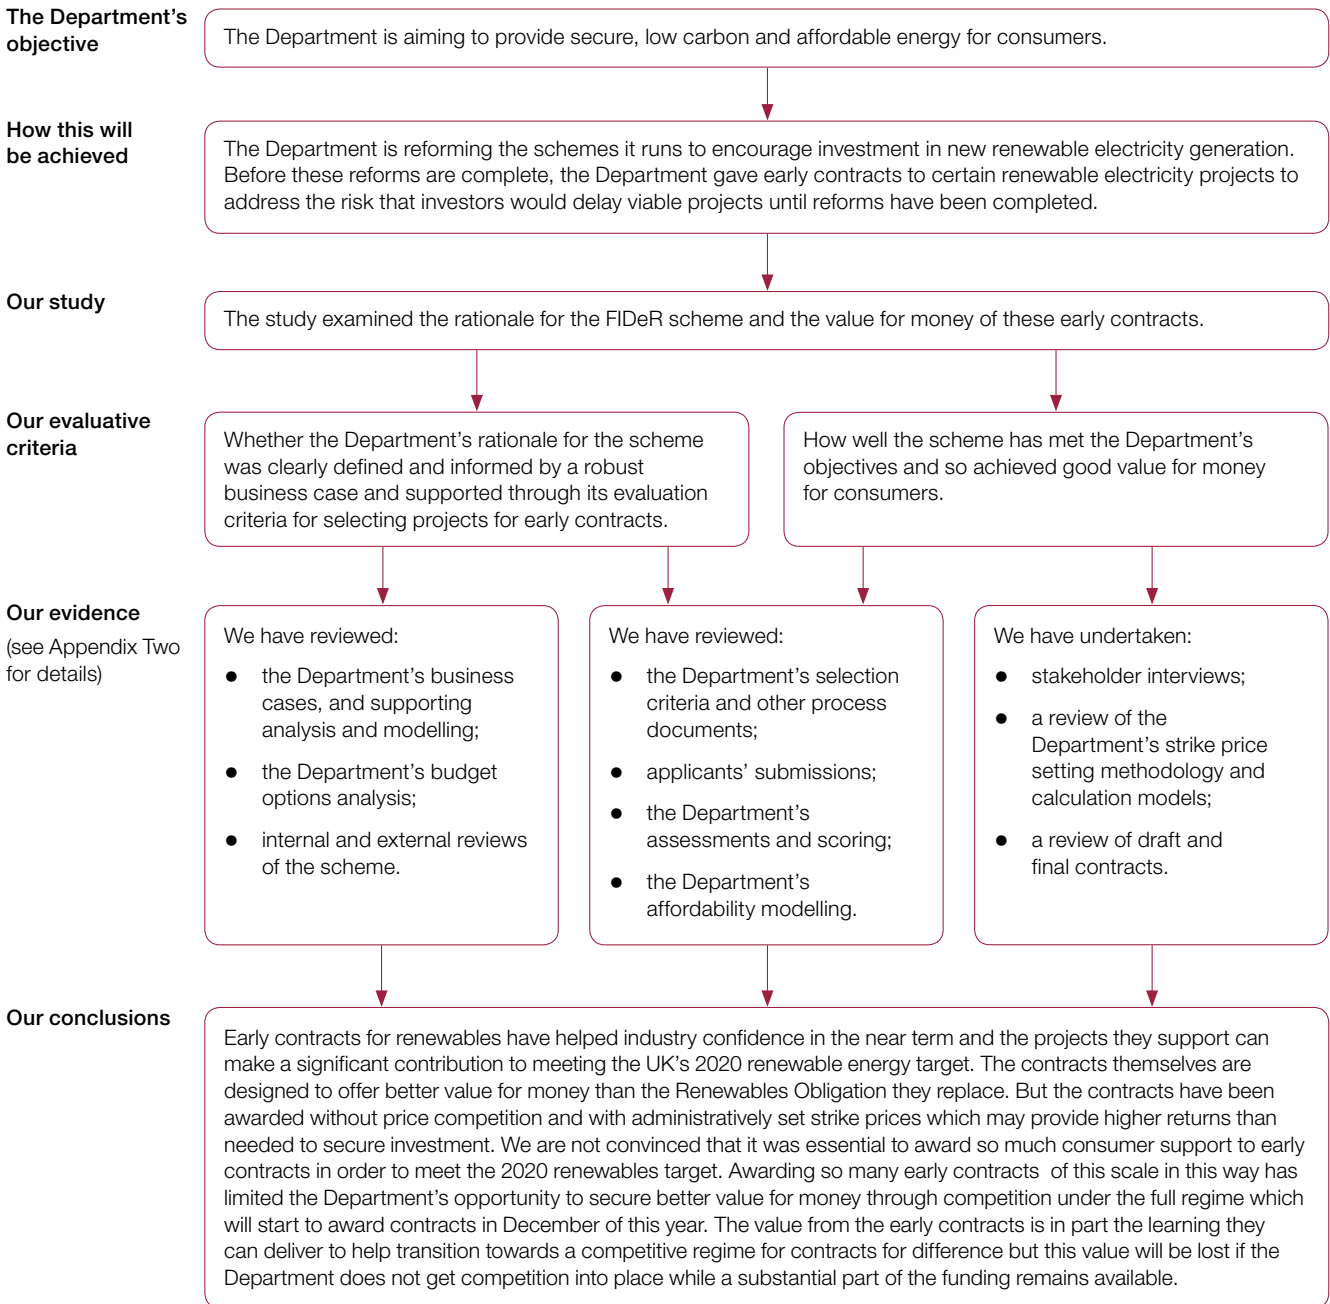 The Department's
objective
The Department is aiming to provide secure, low carbon and affordable energy for consumers.
How this will
be achieved
The Department is reforming the schemes it runs to encourage investment in new renewable electricity generation.
Before these reforms are complete, the Department gave early contracts to certain renewable electricity projects to
address the risk that investors would delay viable projects until reforms have been completed.
Our study
The study examined the rationale for the FIDeR scheme and the value for money of these early contracts.
Our evaluative
criteria
Whether the Department's rationale for the scheme
was clearly defined and informed by a robust
business case and supported through its evaluation
criteria for selecting projects for early contracts.
How well the scheme has met the Department's
objectives and so achieved good value for money
for consumers.
Our evidence
(see Appendix Two
for details)
We have reviewed:
● the Department's business
cases, and supporting
analysis and modelling;
● the Department's budget
options analysis;
● internal and external reviews
of the scheme.
We have reviewed:
● the Department's selection
criteria and other process
documents;
● applicants' submissions;
● the Department's
assessments and scoring;
● the Department's
affordability modelling.
We have undertaken:
● stakeholder interviews;
● a review of the
Department's strike price
setting methodology and
calculation models;
● a review of draft and
final contracts.
Our conclusions
Early contracts for renewables have helped industry confidence in the near term and the projects they support can
make a significant contribution to meeting the UK's 2020 renewable energy target. The contracts themselves are
designed to offer better value for money than the Renewables Obligation they replace. But the contracts have been
awarded without price competition and with administratively set strike prices which may provide higher returns than
needed to secure investment. We are not convinced that it was essential to award so much consumer support to early
contracts in order to meet the 2020 renewables target. Awarding so many early contracts of this scale in this way has
limited the Department's opportunity to secure better value for money through competition under the full regime which
will start to award contracts in December of this year. The value from the early contracts is in part the learning they
can deliver to help transition towards a competitive regime for contracts for difference but this value will be lost if the
Department does not get competition into place while a substantial part of the funding remains available.